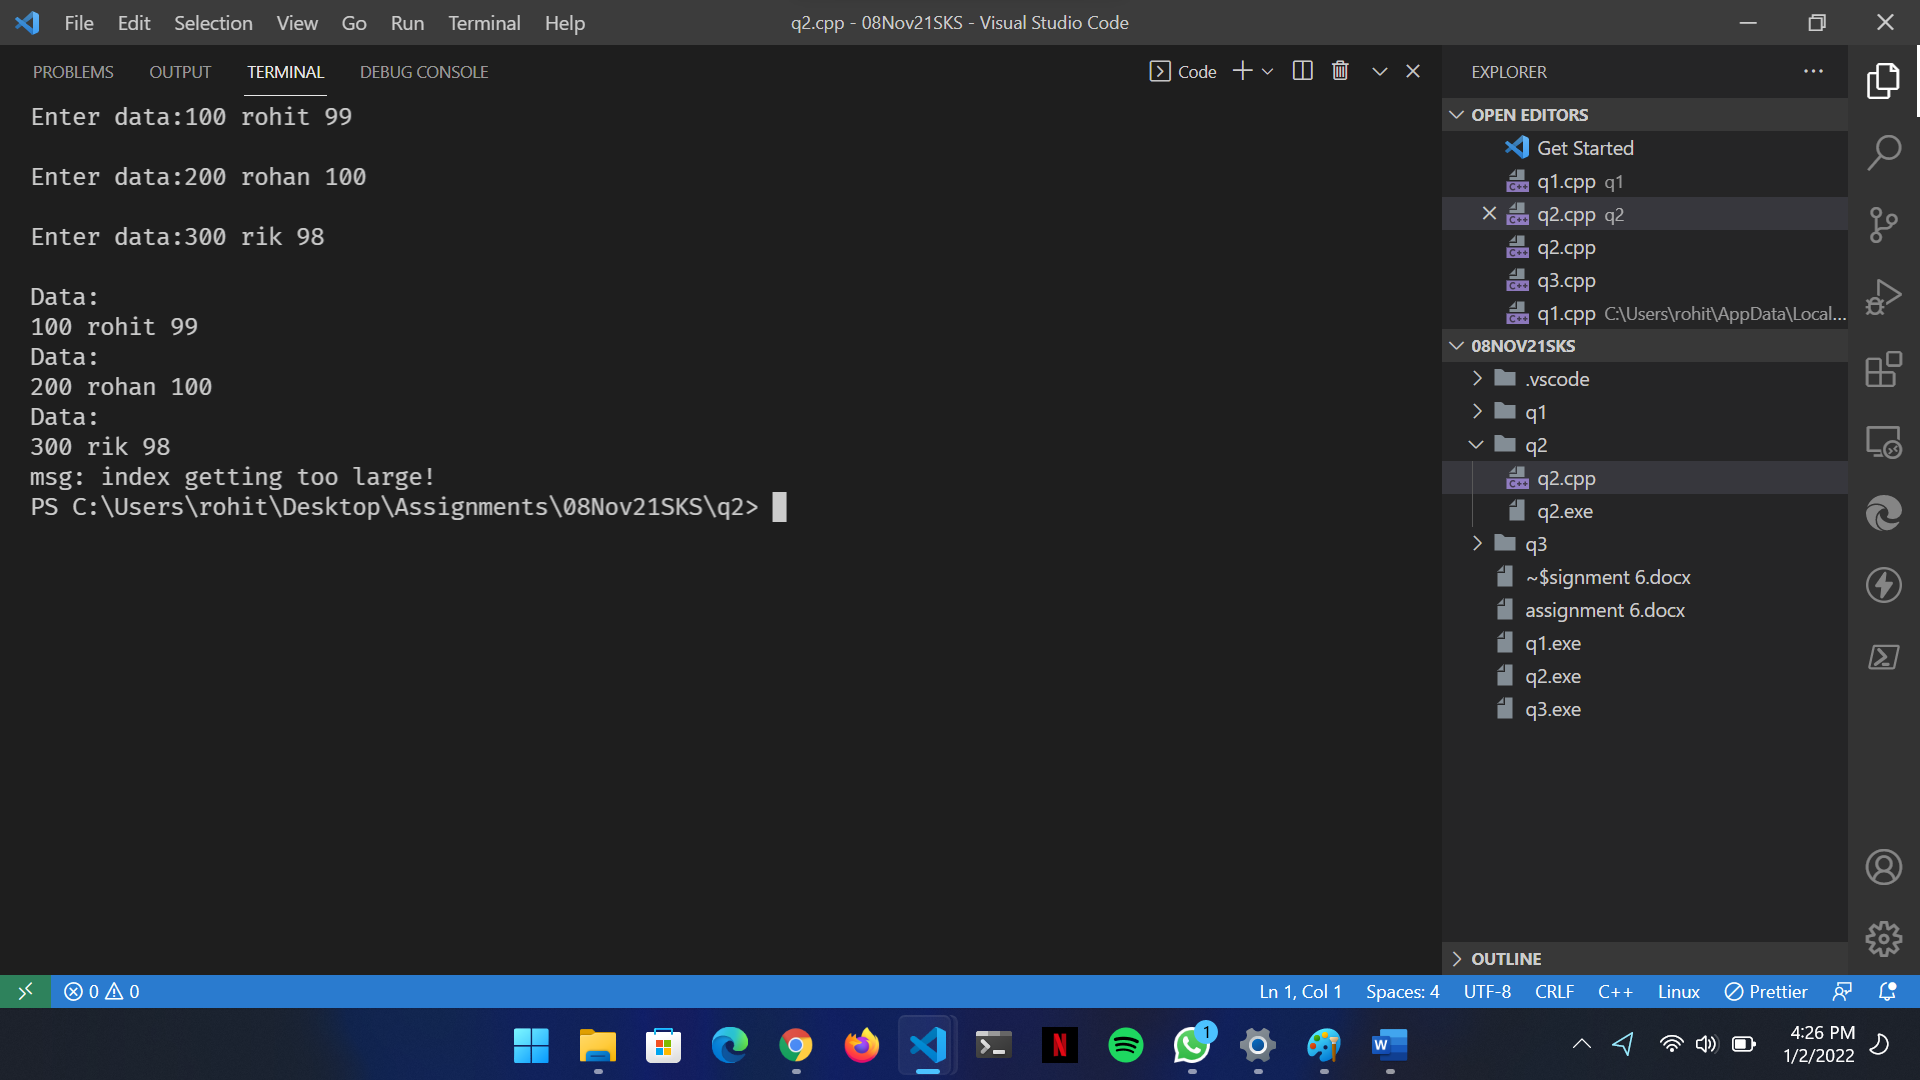 File Edit Selection View Go Run Terminal Help
q2.cpp - 08Nov21SKS - Visual Studio Code
PROBLEMS OUTPUT TERMINAL DEBUG CONSOLE
Code
Enter data:100 rohit 99
Enter data:200 rohan 100
Enter data:300 rik 98
Data:
100 rohit 99
Data:
200 rohan 100
Data:
300 rik 98
msg: index getting too large!
PS C:\Users\rohit\Desktop\Assignments\08Nov21SKS\q2>
EXPLORER
OPEN EDITORS
Get Started
q1.cpp q1
q2.cpp q2
q2.cpp
q3.cpp
q1.cpp C:\Users\rohit\AppData\Local...
08NOV21SKS
.vscode
q1
q2
q2.cpp
q2.exe
q3
~$signment 6.docx
assignment 6.docx
q1.exe
q2.exe
q3.exe
OUTLINE
0 0
Ln 1, Col 1 Spaces: 4 UTF-8 CRLF C++ Linux Prettier
1
4:26 PM
1/2/2022